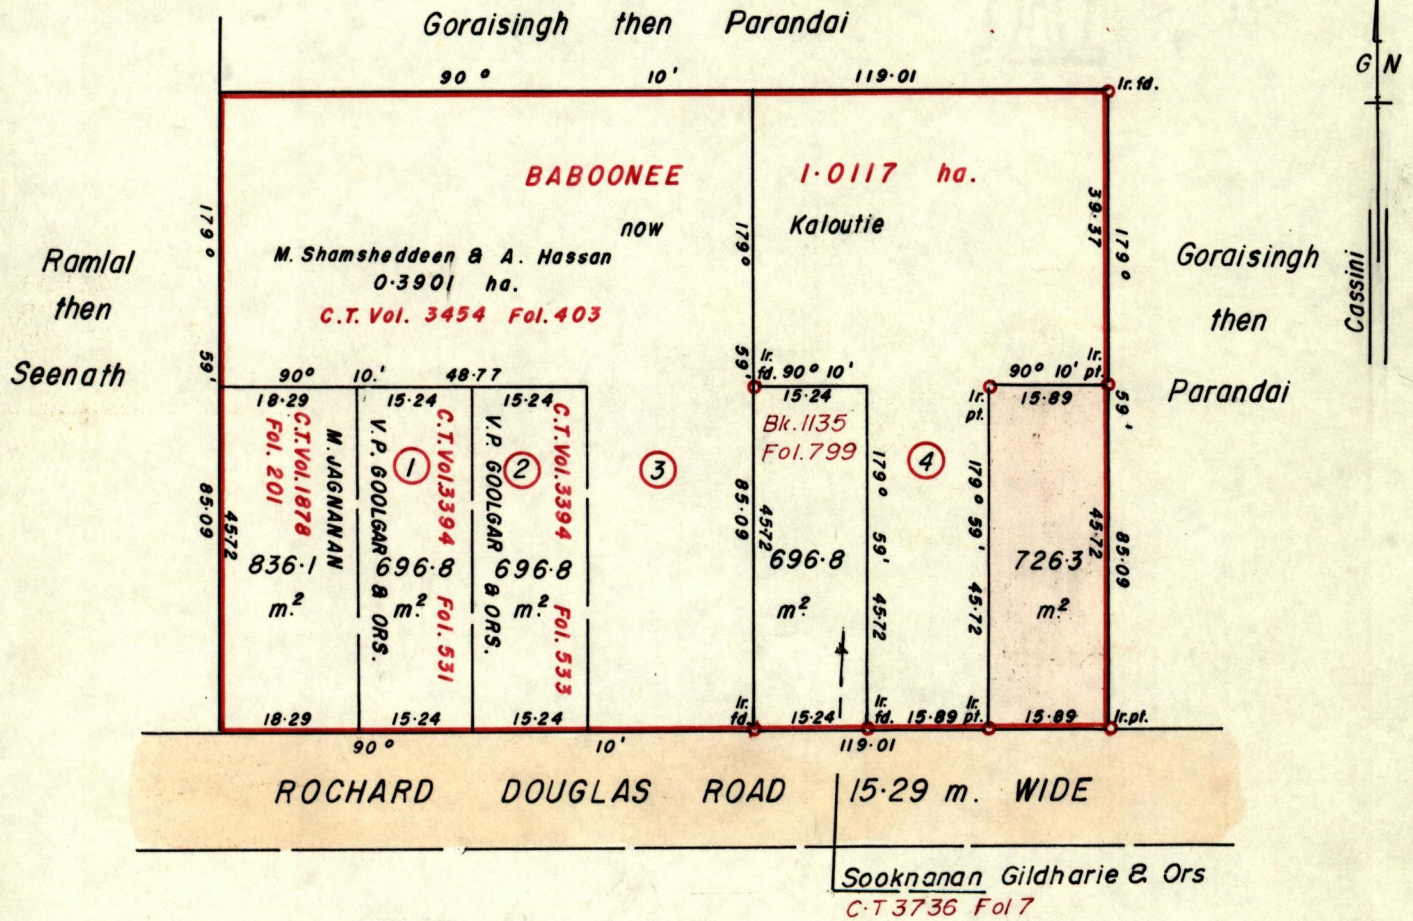 Goraisingh then Parandai
90° 10' 119·01
Ir. fd.
G N
Cassini
BABOONEE 1·0117 ha.
now Kaloutie
M. Shamsheddeen & A. Hassan
0·3901 ha.
C.T. Vol. 3454 Fol. 403
Ramlal
then
Seenath
179° 59' 85·09
45·72
179° 59' 85·09
45·72
39·37
179° 59' 85·09
45·72
Goraisingh
then
Parandai
90° 10.' 48·77
18·29 15·24 15·24
C.T. Vol. 1878
Fol. 201
M. JAGNANAN
836·1
m.²
V.P. GOOLGAR & ORS.
1
C.T. Vol. 3394 Fol. 531
696·8
m.²
V.P. GOOLGAR & ORS.
2
C.T. Vol. 3394 Fol. 533
696·8
m.²
3
Ir.
fd. 90° 10'
15·24
Bk. 1135
Fol. 799
696·8
m.²
179° 59' 45·72
4
Ir.
pt.
179° 59' 45·72
90° 10'
15·89
Ir.
pt.
726·3
m.²
18·29 15·24 15·24
Ir.
fd. 15·24
Ir.
fd. 15·89
Ir.
pt. 15·89
Ir. pt.
90° 10' 119·01
ROCHARD DOUGLAS ROAD 15·29 m. WIDE
Sooknanan Gildharie & Ors
C·T 3736 Fol 7